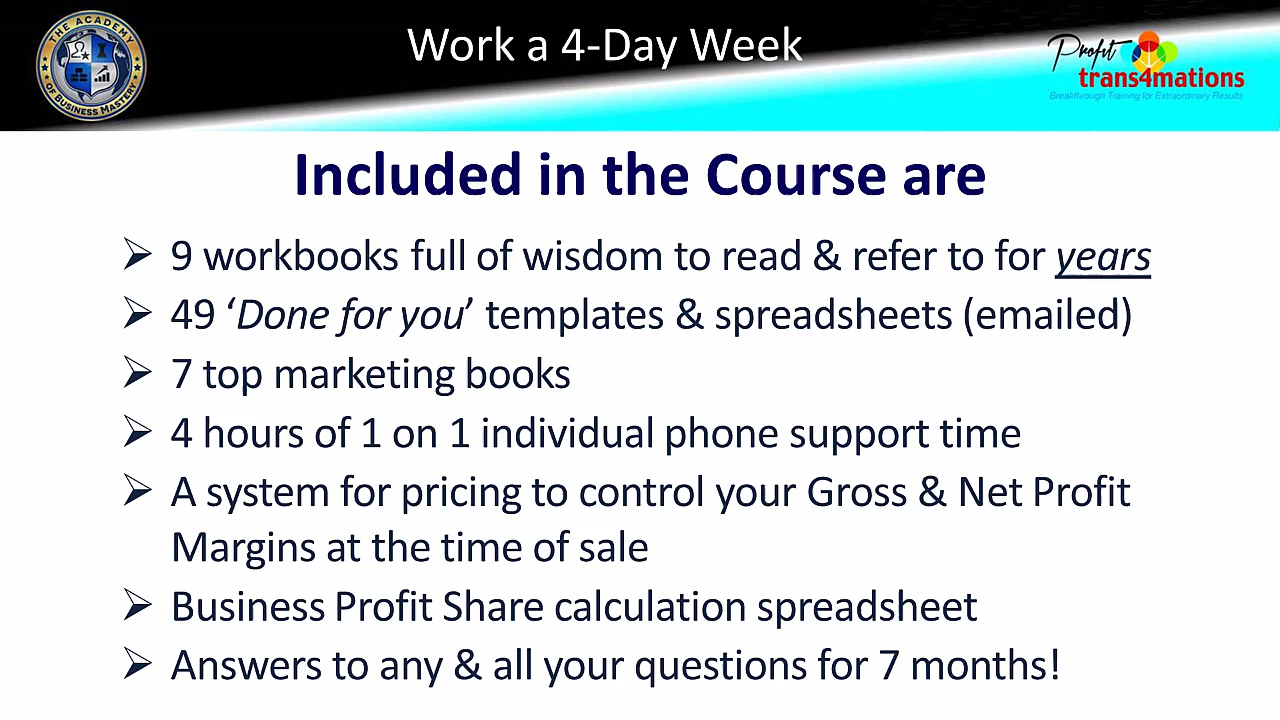 Work a 4-Day Week
THE ACADEMY
OF BUSINESS MASTERY
Profit
trans4mations
Breakthrough Training for Extraordinary Results
Included in the Course are
➢ 9 workbooks full of wisdom to read & refer to for years
➢ 49 ‘Done for you’ templates & spreadsheets (emailed)
➢ 7 top marketing books
➢ 4 hours of 1 on 1 individual phone support time
➢ A system for pricing to control your Gross & Net Profit
Margins at the time of sale
➢ Business Profit Share calculation spreadsheet
➢ Answers to any & all your questions for 7 months!